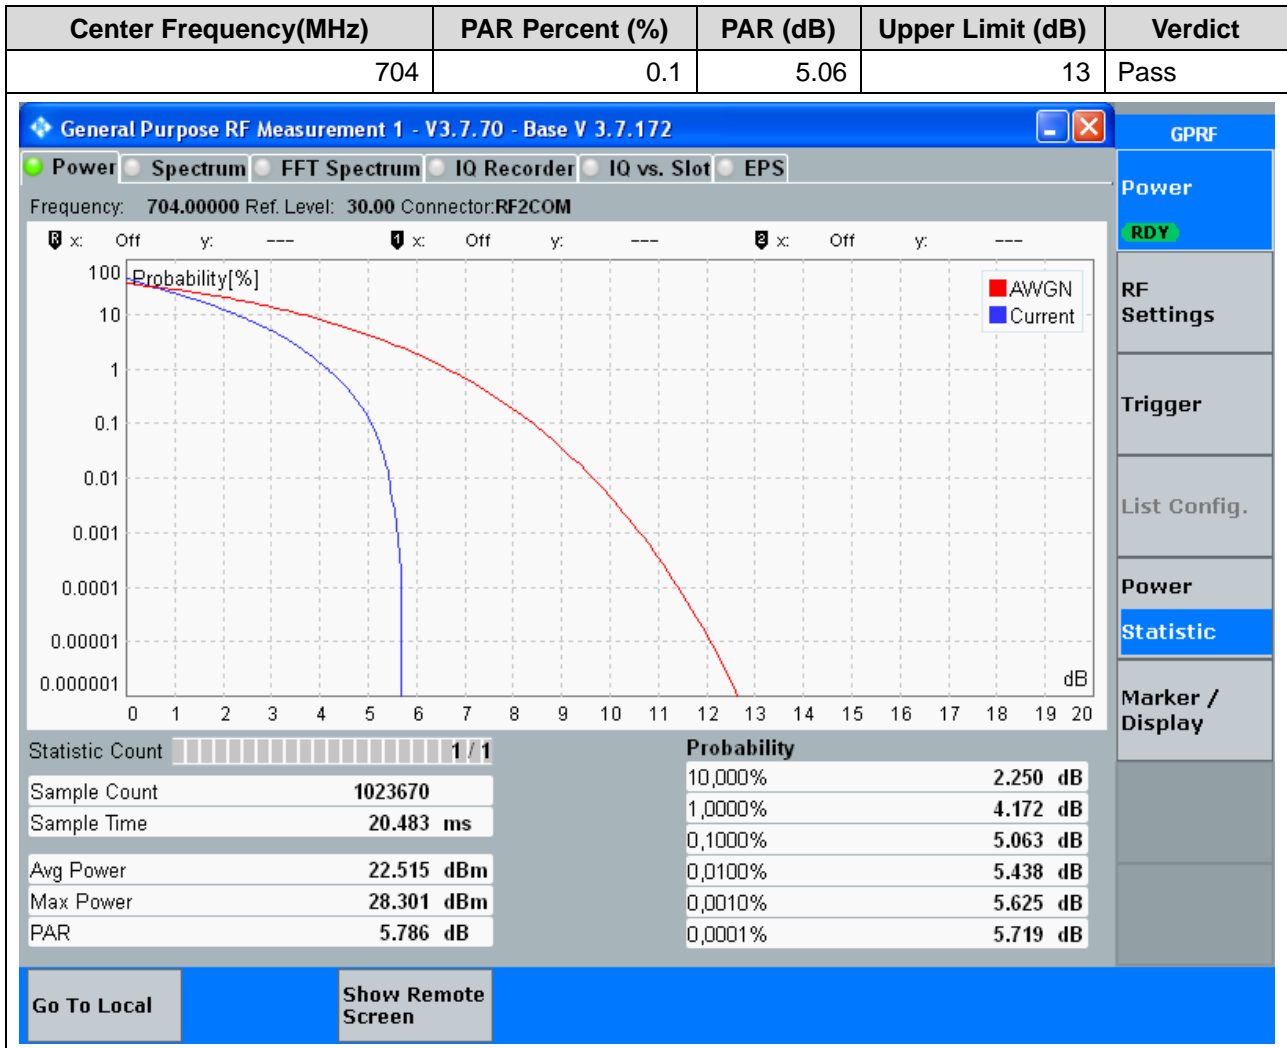 Center Frequency(MHz) PAR Percent (%) PAR (dB) Upper Limit (dB) Verdict
704 0.1 5.06 13 Pass
General Purpose RF Measurement 1 - V3.7.70 - Base V 3.7.172
GPRF
Power Spectrum FFT Spectrum IQ Recorder IQ vs. Slot EPS
Power
RDY
Frequency: 704.00000 Ref. Level: 30.00 Connector:RF2COM
R x: Off y: --- 1 x: Off y: --- 2 x: Off y: ---
Probability[%]
AWGN
Current
100
10
1
0.1
0.01
0.001
0.0001
0.00001
0.000001
dB
0 1 2 3 4 5 6 7 8 9 10 11 12 13 14 15 16 17 18 19 20
RF
Settings
Trigger
List Config.
Power
Statistic
Marker /
Display
Statistic Count 1 / 1
Sample Count 1023670
Sample Time 20.483 ms
Avg Power 22.515 dBm
Max Power 28.301 dBm
PAR 5.786 dB
Probability
10,000% 2.250 dB
1,0000% 4.172 dB
0,1000% 5.063 dB
0,0100% 5.438 dB
0,0010% 5.625 dB
0,0001% 5.719 dB
Go To Local
Show Remote
Screen